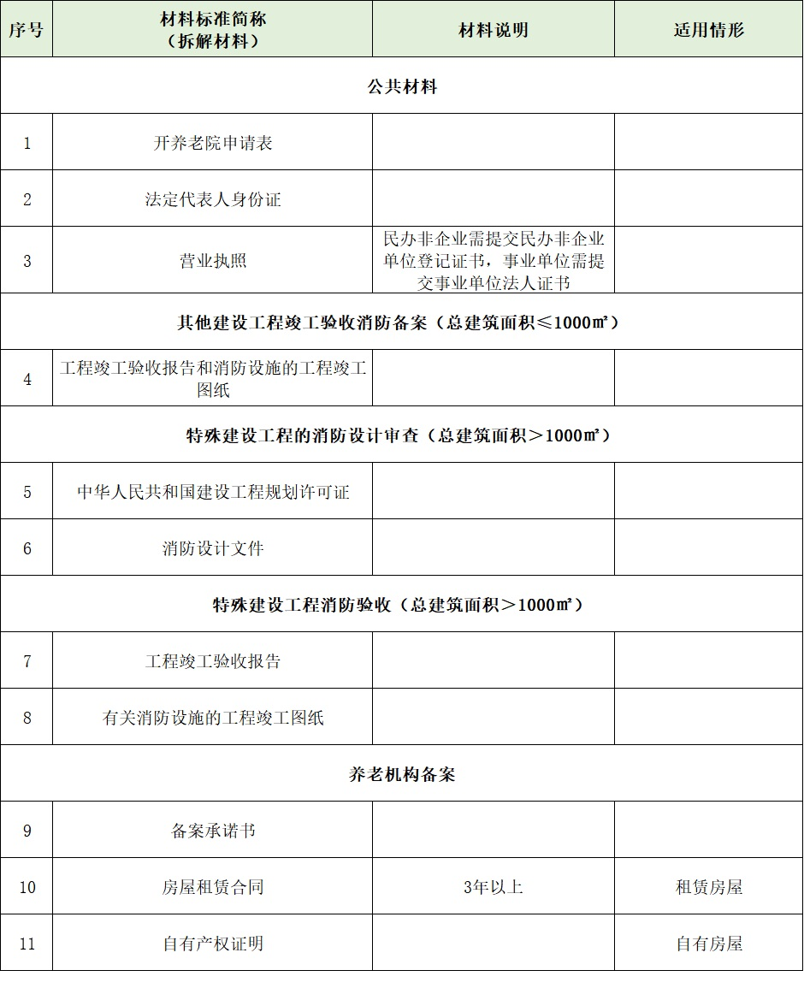 序号
材料标准简称
（拆解材料）
材料说明
适用情形
公共材料
1
开养老院申请表
2
法定代表人身份证
3
营业执照
民办非企业需提交民办非企业
单位登记证书，事业单位需提
交事业单位法人证书
其他建设工程竣工验收消防备案（总建筑面积≤1000㎡）
4
工程竣工验收报告和消防设施的工程竣工
图纸
特殊建设工程的消防设计审查（总建筑面积＞1000㎡）
5
中华人民共和国建设工程规划许可证
6
消防设计文件
特殊建设工程消防验收（总建筑面积＞1000㎡）
7
工程竣工验收报告
8
有关消防设施的工程竣工图纸
养老机构备案
9
备案承诺书
10
房屋租赁合同
3年以上
租赁房屋
11
自有产权证明
自有房屋